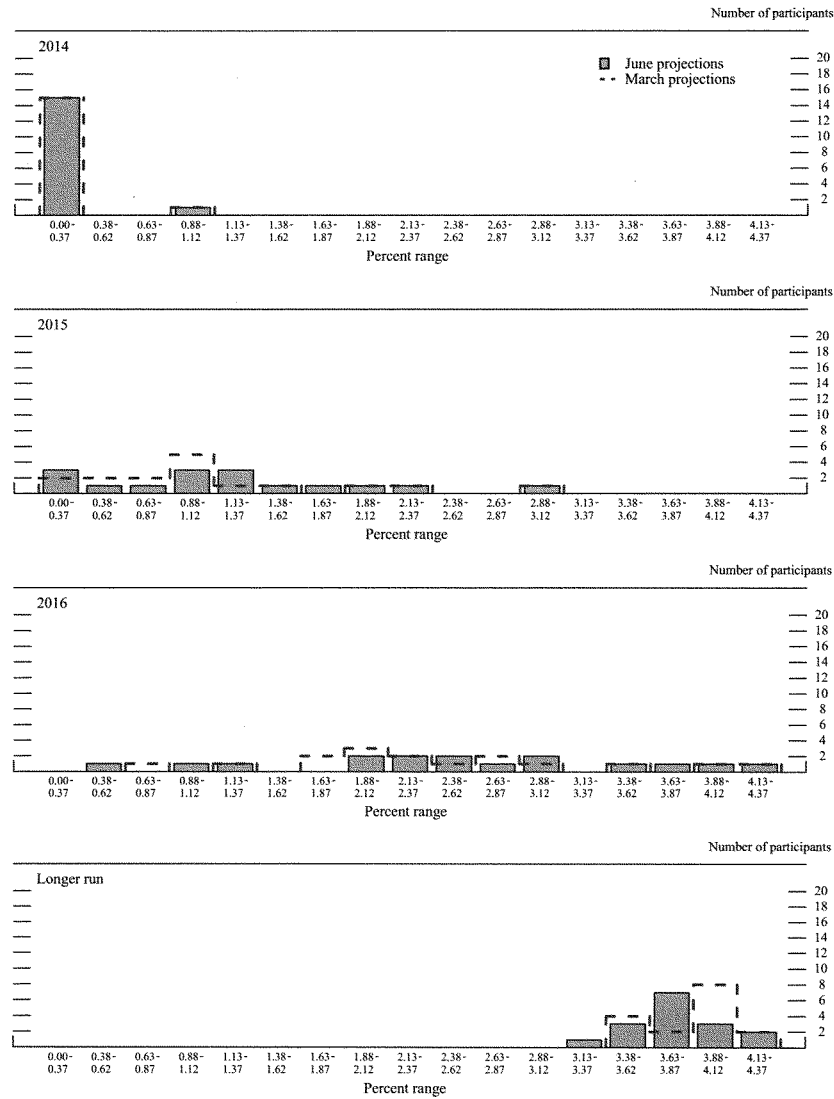 Number of participants
2014
June projections
March projections
20
18
16
14
12
10
8
6
4
2
0.00- 0.38- 0.63- 0.88- 1.13- 1.38- 1.63- 1.88- 2.13- 2.38- 2.63- 2.88- 3.13- 3.38- 3.63- 3.88- 4.13-
0.37 0.62 0.87 1.12 1.37 1.62 1.87 2.12 2.37 2.62 2.87 3.12 3.37 3.62 3.87 4.12 4.37
Percent range
Number of participants
2015
20
18
16
14
12
10
8
6
4
2
0.00- 0.38- 0.63- 0.88- 1.13- 1.38- 1.63- 1.88- 2.13- 2.38- 2.63- 2.88- 3.13- 3.38- 3.63- 3.88- 4.13-
0.37 0.62 0.87 1.12 1.37 1.62 1.87 2.12 2.37 2.62 2.87 3.12 3.37 3.62 3.87 4.12 4.37
Percent range
Number of participants
2016
20
18
16
14
12
10
8
6
4
2
0.00- 0.38- 0.63- 0.88- 1.13- 1.38- 1.63- 1.88- 2.13- 2.38- 2.63- 2.88- 3.13- 3.38- 3.63- 3.88- 4.13-
0.37 0.62 0.87 1.12 1.37 1.62 1.87 2.12 2.37 2.62 2.87 3.12 3.37 3.62 3.87 4.12 4.37
Percent range
Number of participants
Longer run
20
18
16
14
12
10
8
6
4
2
0.00- 0.38- 0.63- 0.88- 1.13- 1.38- 1.63- 1.88- 2.13- 2.38- 2.63- 2.88- 3.13- 3.38- 3.63- 3.88- 4.13-
0.37 0.62 0.87 1.12 1.37 1.62 1.87 2.12 2.37 2.62 2.87 3.12 3.37 3.62 3.87 4.12 4.37
Percent range